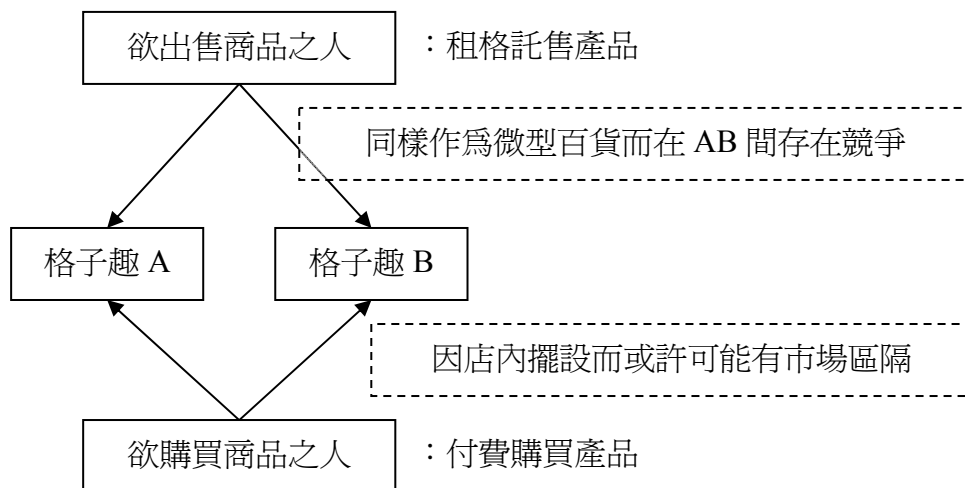 欲出售商品之人
：租格託售產品
同樣作為微型百貨而在 AB 間存在競爭
格子趣 A
格子趣 B
因店內擺設而或許可能有市場區隔
欲購買商品之人
：付費購買產品